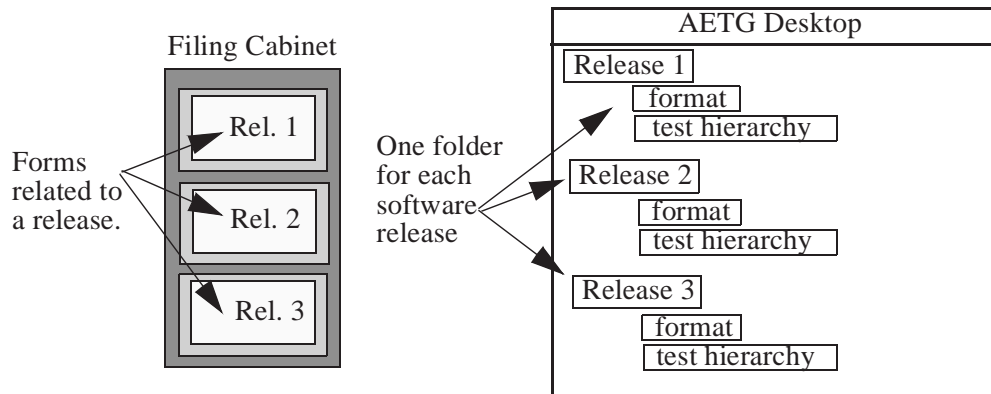 Filing Cabinet
Rel. 1
Rel. 2
Rel. 3
Forms
related to
a release.
One folder
for each
software
release
AETG Desktop
Release 1
format
test hierarchy
Release 2
format
test hierarchy
Release 3
format
test hierarchy